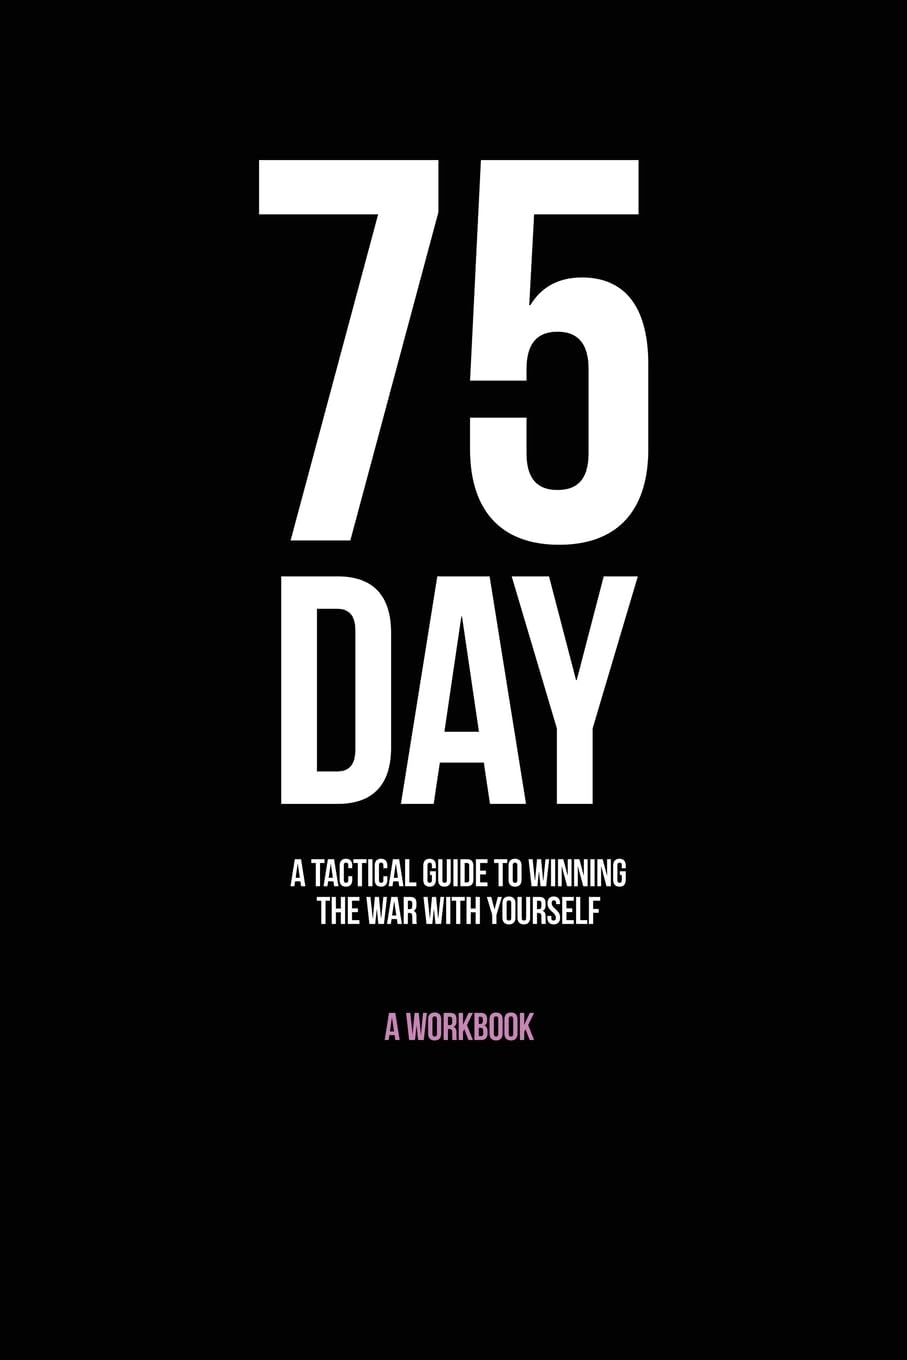 75
DAY
A TACTICAL GUIDE TO WINNING
THE WAR WITH YOURSELF
A WORKBOOK